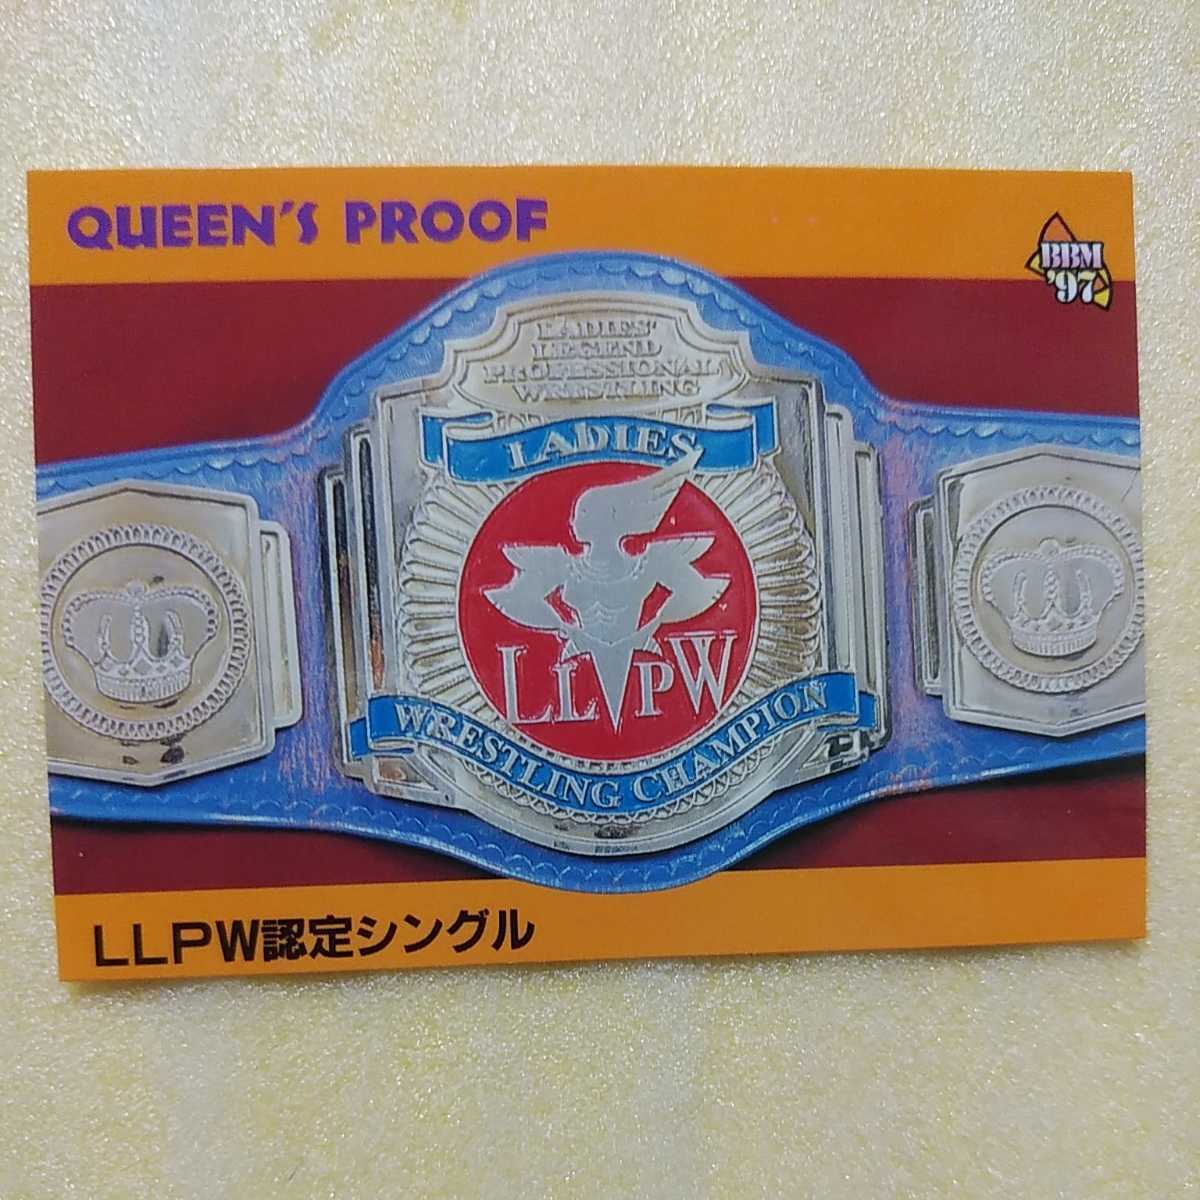 QUEEN'S PROOF
BBM
'97
LADIES'
LEGEND
PROFESSIONAL
WRESTLING
LADIES
LLPW
WRESTLING CHAMPION
LLPW認定シングル